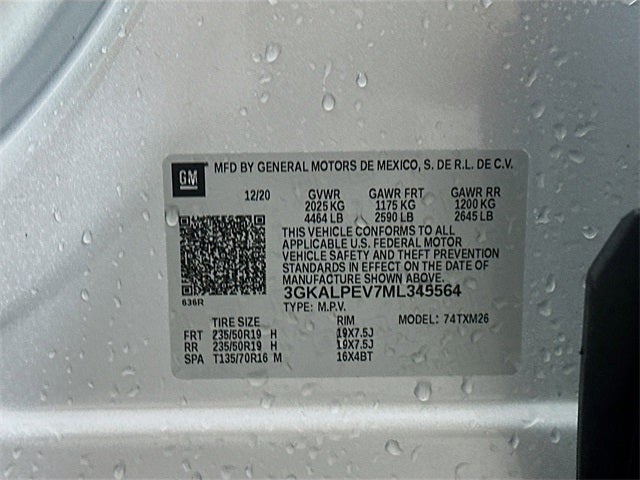 GM
MFD BY GENERAL MOTORS DE MEXICO, S. DE R.L. DE C.V.
12/20 GVWR GAWR FRT GAWR RR
2025 KG 1175 KG 1200 KG
4464 LB 2590 LB 2645 LB
THIS VEHICLE CONFORMS TO ALL
APPLICABLE U.S. FEDERAL MOTOR
VEHICLE SAFETY AND THEFT PREVENTION
STANDARDS IN EFFECT ON THE DATE OF
MANUFACTURE SHOWN ABOVE.
3GKALPEV7ML345564
636R
TYPE: M.P.V.
TIRE SIZE RIM MODEL: 74TXM26
FRT 235/50R19 H 19X7.5J
RR 235/50R19 H 19X7.5J
SPA T135/70R16 M 16X4BT